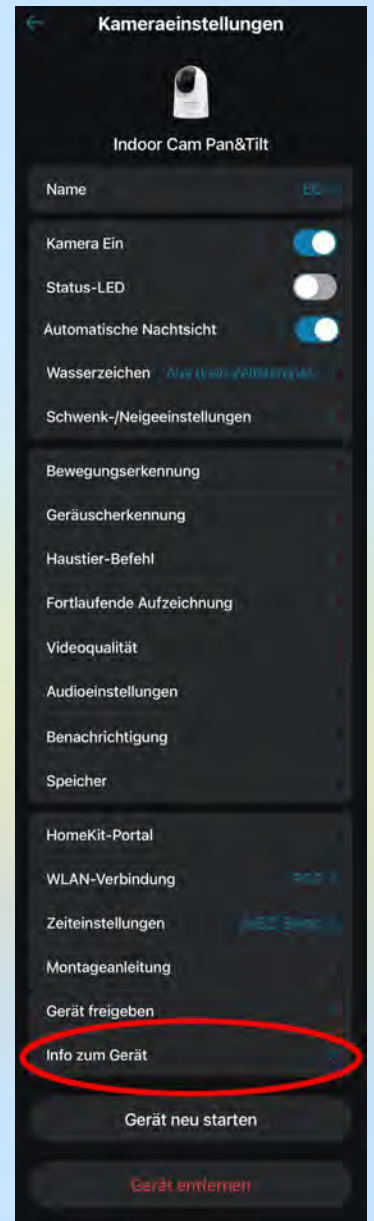 Kameraeinstellungen
Indoor Cam Pan&Tilt
Name
Kamera Ein
Status-LED
Automatische Nachtsicht
Wasserzeichen
Schwenk-/Neigeeinstellungen
Bewegungserkennung
Geräuscherkennung
Haustier-Befehl
Fortlaufende Aufzeichnung
Videoqualität
Audioeinstellungen
Benachrichtigung
Speicher
HomeKit-Portal
WLAN-Verbindung
Zeiteinstellungen
Montageanleitung
Gerät freigeben
Info zum Gerät
Gerät neu starten
Gerät entfernen